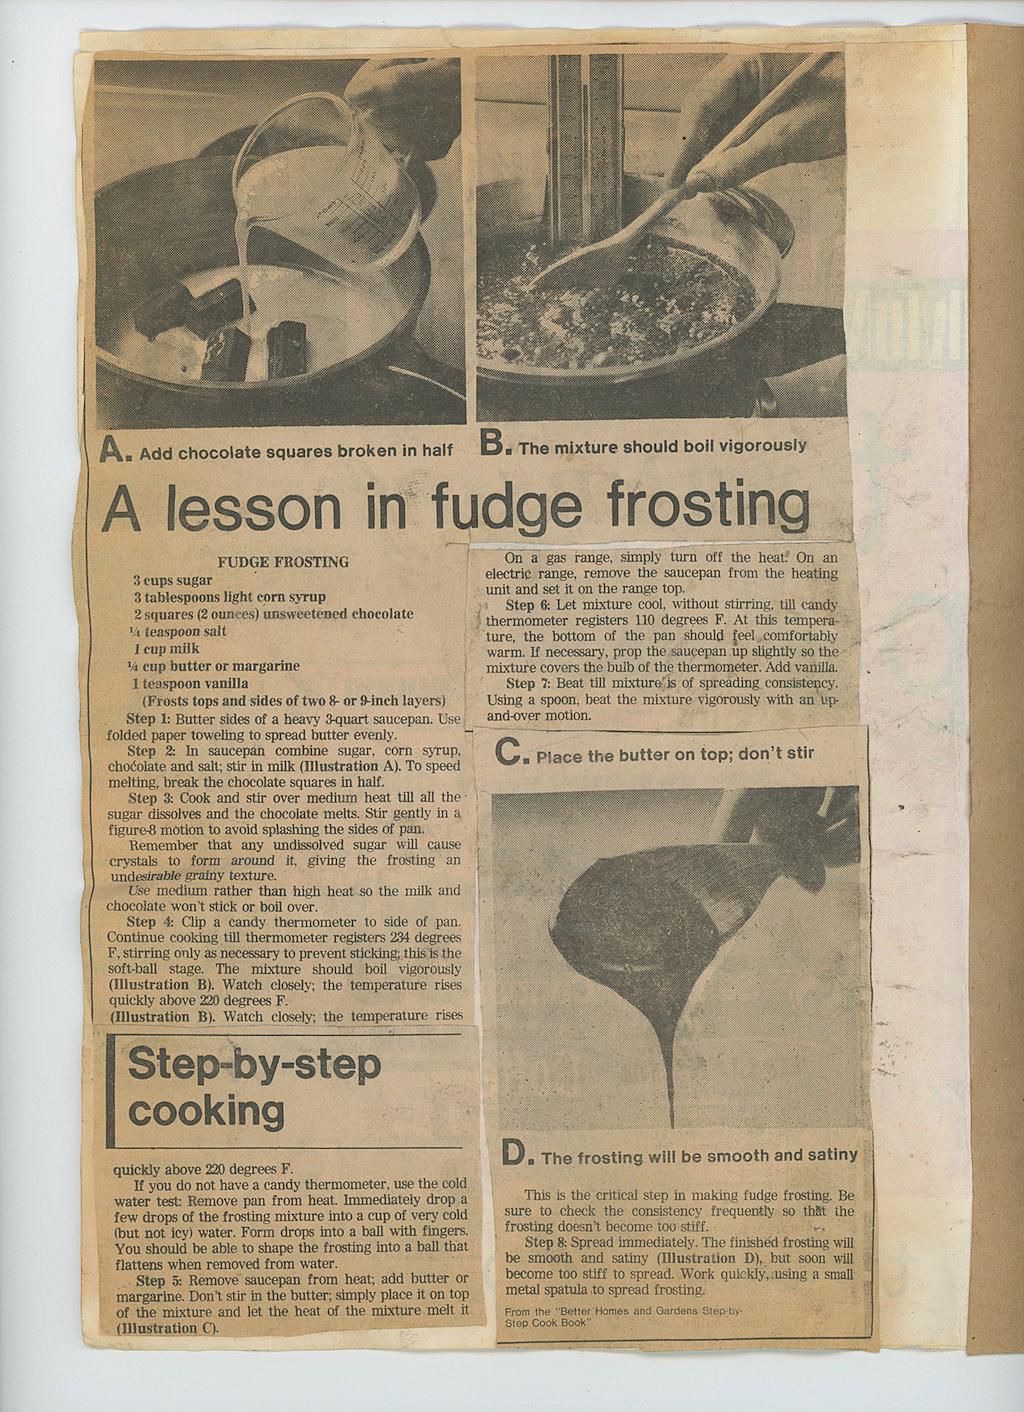 A. Add chocolate squares broken in half
B. The mixture should boil vigorously
A lesson in fudge frosting
FUDGE FROSTING
3 cups sugar
3 tablespoons light corn syrup
2 squares (2 ounces) unsweetened chocolate
¼ teaspoon salt
1 cup milk
¼ cup butter or margarine
1 teaspoon vanilla
(Frosts tops and sides of two 8- or 9-inch layers)
Step 1: Butter sides of a heavy 3-quart saucepan. Use
folded paper toweling to spread butter evenly.
Step 2: In saucepan combine sugar, corn syrup,
chocolate and salt; stir in milk (Illustration A). To speed
melting, break the chocolate squares in half.
Step 3: Cook and stir over medium heat till all the
sugar dissolves and the chocolate melts. Stir gently in a
figure-8 motion to avoid splashing the sides of pan.
Remember that any undissolved sugar will cause
crystals to form around it, giving the frosting an
undesirable grainy texture.
Use medium rather than high heat so the milk and
chocolate won't stick or boil over.
Step 4: Clip a candy thermometer to side of pan.
Continue cooking till thermometer registers 234 degrees
F, stirring only as necessary to prevent sticking; this is the
soft-ball stage. The mixture should boil vigorously
(Illustration B). Watch closely; the temperature rises
quickly above 220 degrees F.
(Illustration B). Watch closely; the temperature rises
Step-by-step
cooking
quickly above 220 degrees F.
If you do not have a candy thermometer, use the cold
water test: Remove pan from heat. Immediately drop a
few drops of the frosting mixture into a cup of very cold
(but not icy) water. Form drops into a ball with fingers.
You should be able to shape the frosting into a ball that
flattens when removed from water.
Step 5: Remove saucepan from heat; add butter or
margarine. Don't stir in the butter; simply place it on top
of the mixture and let the heat of the mixture melt it
(Illustration C).
On a gas range, simply turn off the heat. On an
electric range, remove the saucepan from the heating
unit and set it on the range top.
Step 6: Let mixture cool, without stirring, till candy
thermometer registers 110 degrees F. At this tempera-
ture, the bottom of the pan should feel comfortably
warm. If necessary, prop the saucepan up slightly so the
mixture covers the bulb of the thermometer. Add vanilla.
Step 7: Beat till mixture is of spreading consistency.
Using a spoon, beat the mixture vigorously with an up-
and-over motion.
C. Place the butter on top; don't stir
D. The frosting will be smooth and satiny
This is the critical step in making fudge frosting. Be
sure to check the consistency frequently so that the
frosting doesn't become too stiff.
Step 8: Spread immediately. The finished frosting will
be smooth and satiny (Illustration D), but soon will
become too stiff to spread. Work quickly, using a small
metal spatula to spread frosting.
From the "Better Homes and Gardens Step-by-
Step Cook Book"